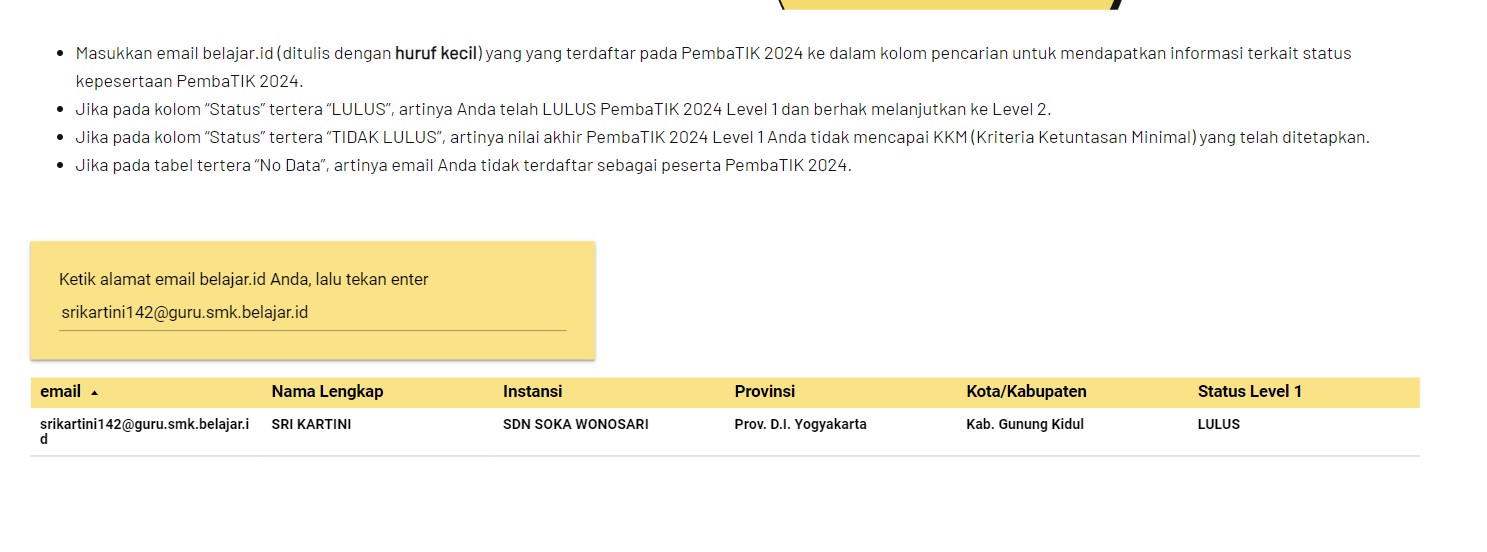 Masukkan email belajar.id (ditulis dengan huruf kecil) yang yang terdaftar pada PembaTIK 2024 ke dalam kolom pencarian untuk mendapatkan informasi terkait status
kepesertaan PembaTIK 2024.
Jika pada kolom “Status” tertera “LULUS”, artinya Anda telah LULUS PembaTIK 2024 Level 1 dan berhak melanjutkan ke Level 2.
Jika pada kolom “Status” tertera “TIDAK LULUS”, artinya nilai akhir PembaTIK 2024 Level 1 Anda tidak mencapai KKM (Kriteria Ketuntasan Minimal) yang telah ditetapkan.
Jika pada tabel tertera “No Data”, artinya email Anda tidak terdaftar sebagai peserta PembaTIK 2024.
Ketik alamat email belajar.id Anda, lalu tekan enter
srikartini142@guru.smk.belajar.id
email Nama Lengkap Instansi Provinsi Kota/Kabupaten Status Level 1
srikartini142@guru.smk.belajar.i SRI KARTINI SDN SOKA WONOSARI Prov. D.I. Yogyakarta Kab. Gunung Kidul LULUS
d